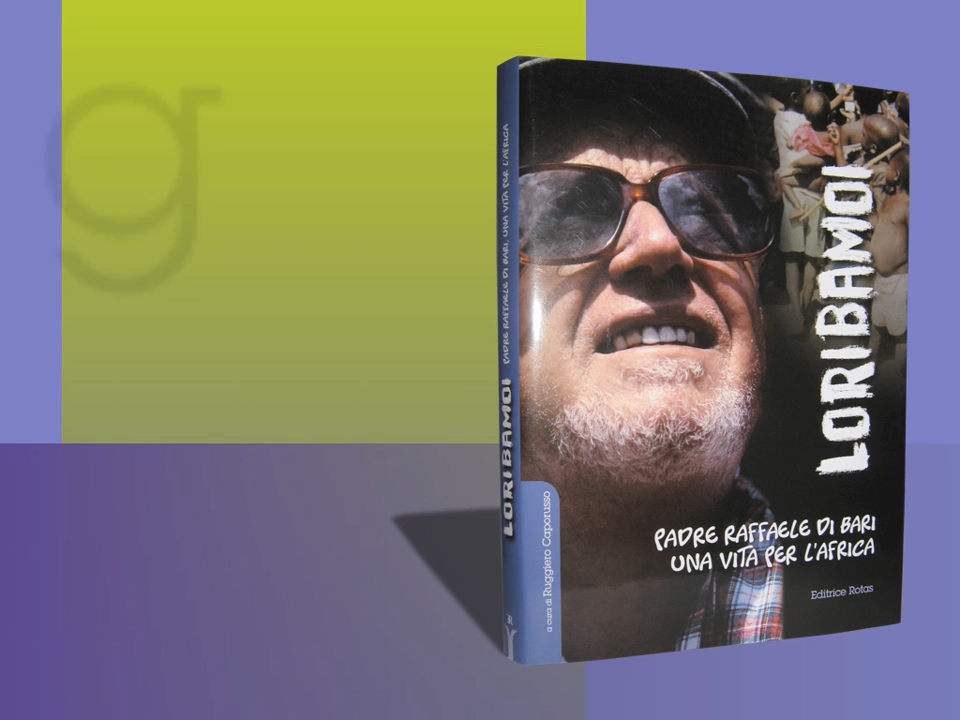 g
LORIBAMOI PADRE RAFFAELE DI BARI. UNA VITA PER L'AFRICA
LORIBAMOI
PADRE RAFFAELE DI BARI
UNA VITA PER L'AFRICA
Editrice Rotas
a cura di Ruggiero Caporusso